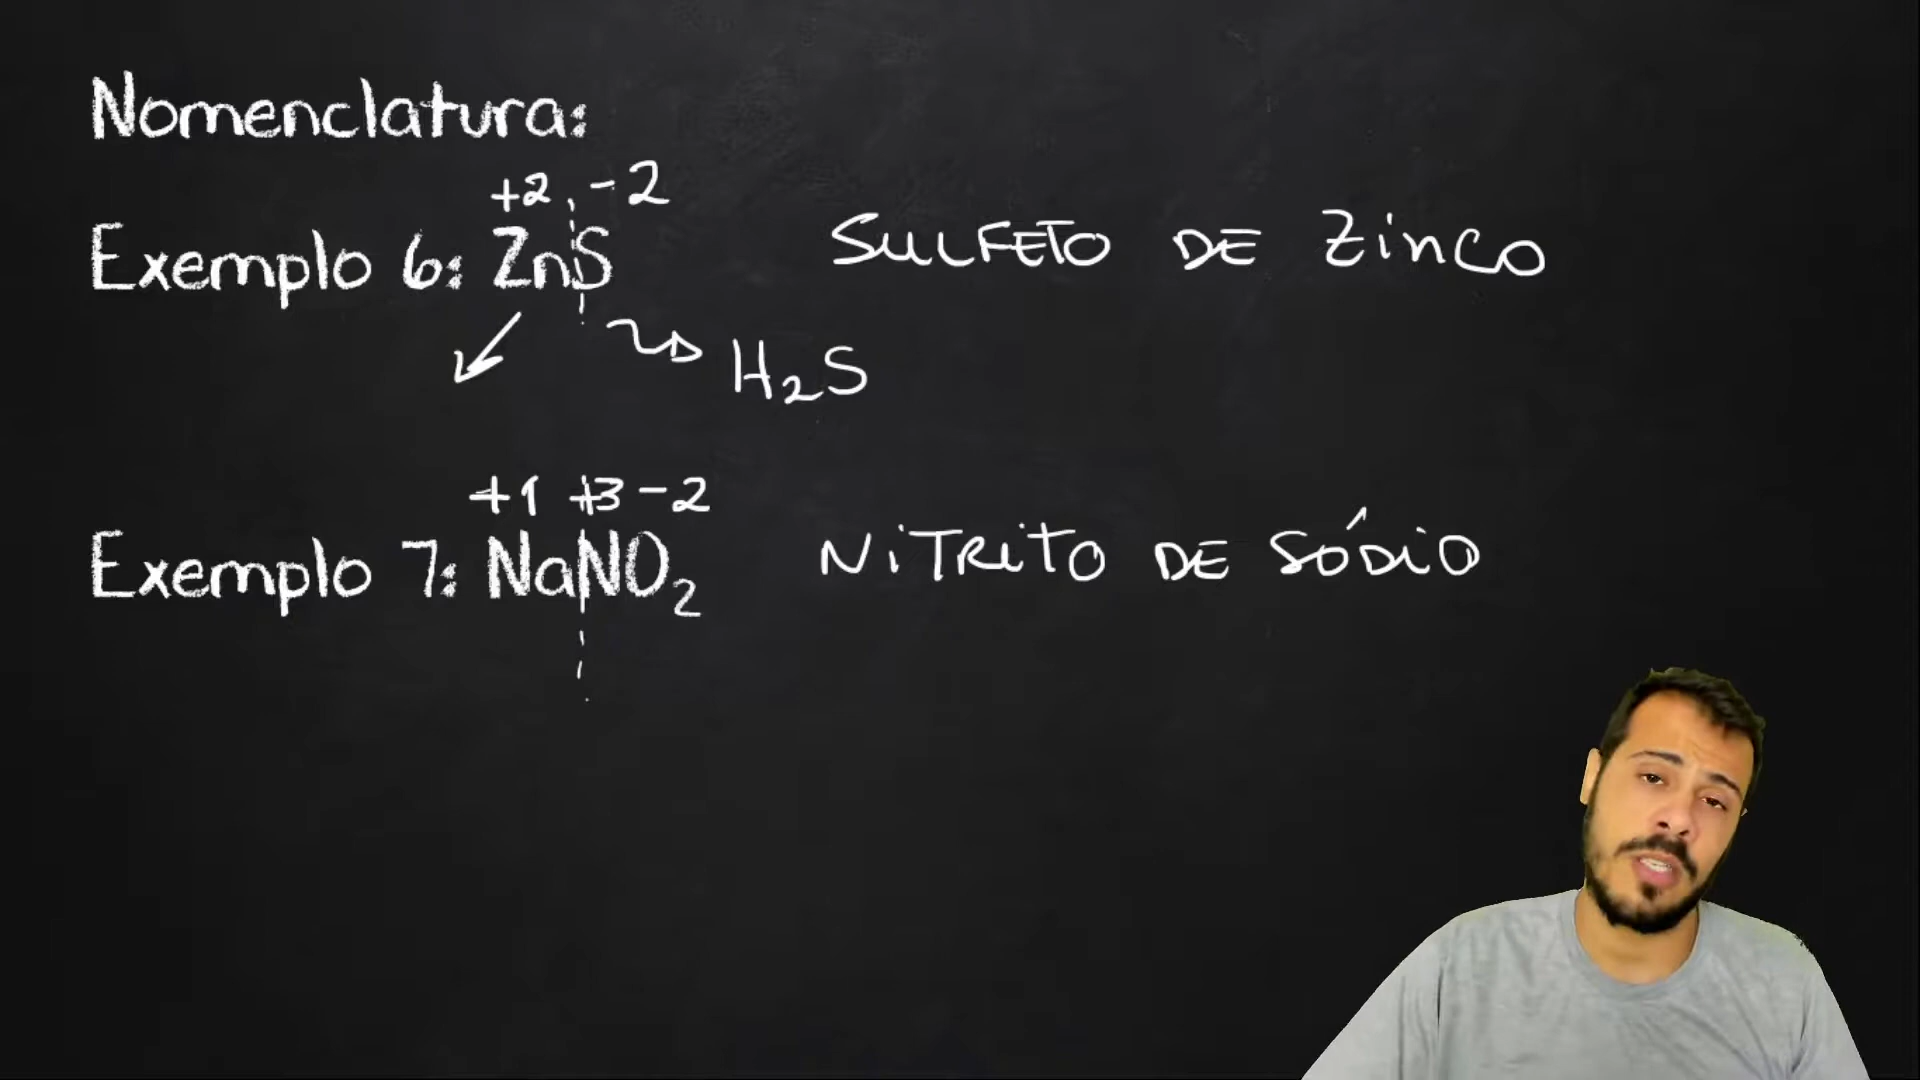 Nomenclatura:
+2 -2
Exemplo 6: ZnS SULFETO DE ZINCO
H₂S
+1 +3 -2
Exemplo 7: NaNO₂ NITRITO DE SÓDIO